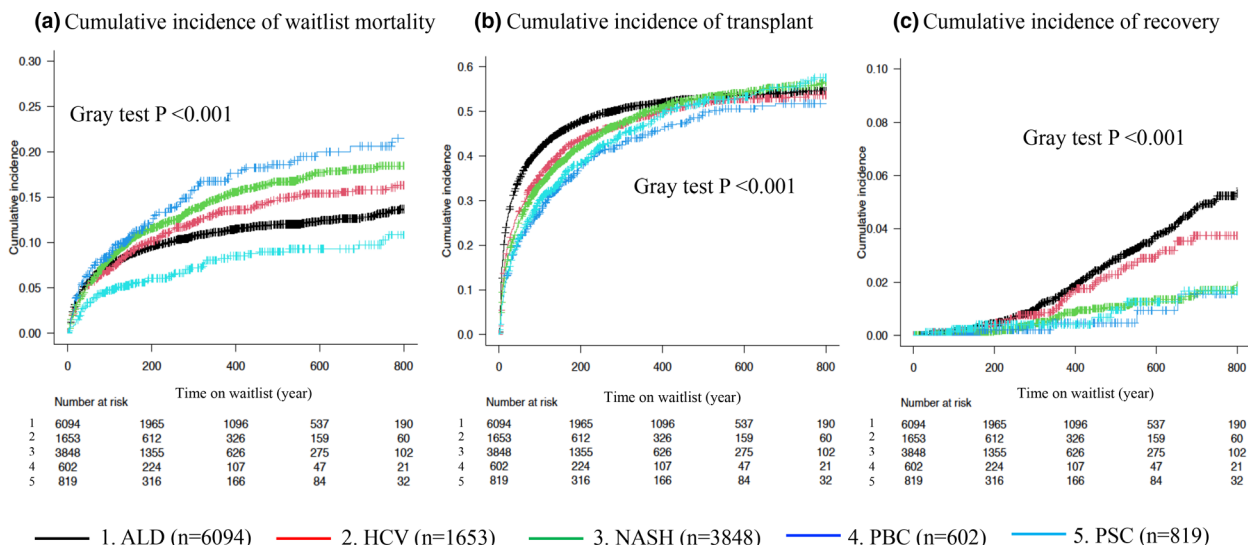 (a) Cumulative incidence of waitlist mortality
Gray test P <0.001
Cumulative incidence
0.30
0.25
0.20
0.15
0.10
0.05
0.00
0 200 400 600 800
Time on waitlist (year)
Number at risk
1 6094 1965 1096 537 190
2 1653 612 326 159 60
3 3848 1355 626 275 102
4 602 224 107 47 21
5 819 316 166 84 32
(b) Cumulative incidence of transplant
Gray test P <0.001
Cumulative incidence
0.6
0.5
0.4
0.3
0.2
0.1
0.0
0 200 400 600 800
Time on waitlist (year)
Number at risk
1 6094 1965 1096 537 190
2 1653 612 326 159 60
3 3848 1355 626 275 102
4 602 224 107 47 21
5 819 316 166 84 32
(c) Cumulative incidence of recovery
Gray test P <0.001
Cumulative incidence
0.10
0.08
0.06
0.04
0.02
0.00
0 200 400 600 800
Time on waitlist (year)
Number at risk
1 6094 1965 1096 537 190
2 1653 612 326 159 60
3 3848 1355 626 275 102
4 602 224 107 47 21
5 819 316 166 84 32
1. ALD (n=6094) 2. HCV (n=1653) 3. NASH (n=3848) 4. PBC (n=602) 5. PSC (n=819)